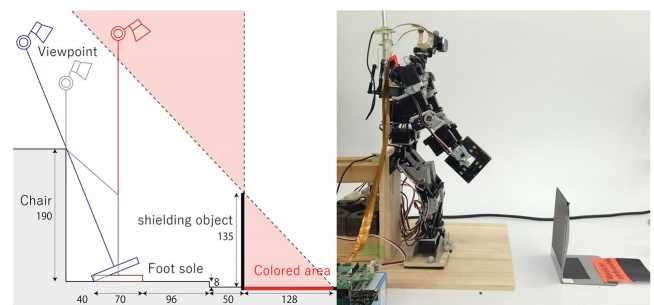 Viewpoint
Chair
190
shielding object
135
Foot sole
Colored area
8
40 70 96 50 128